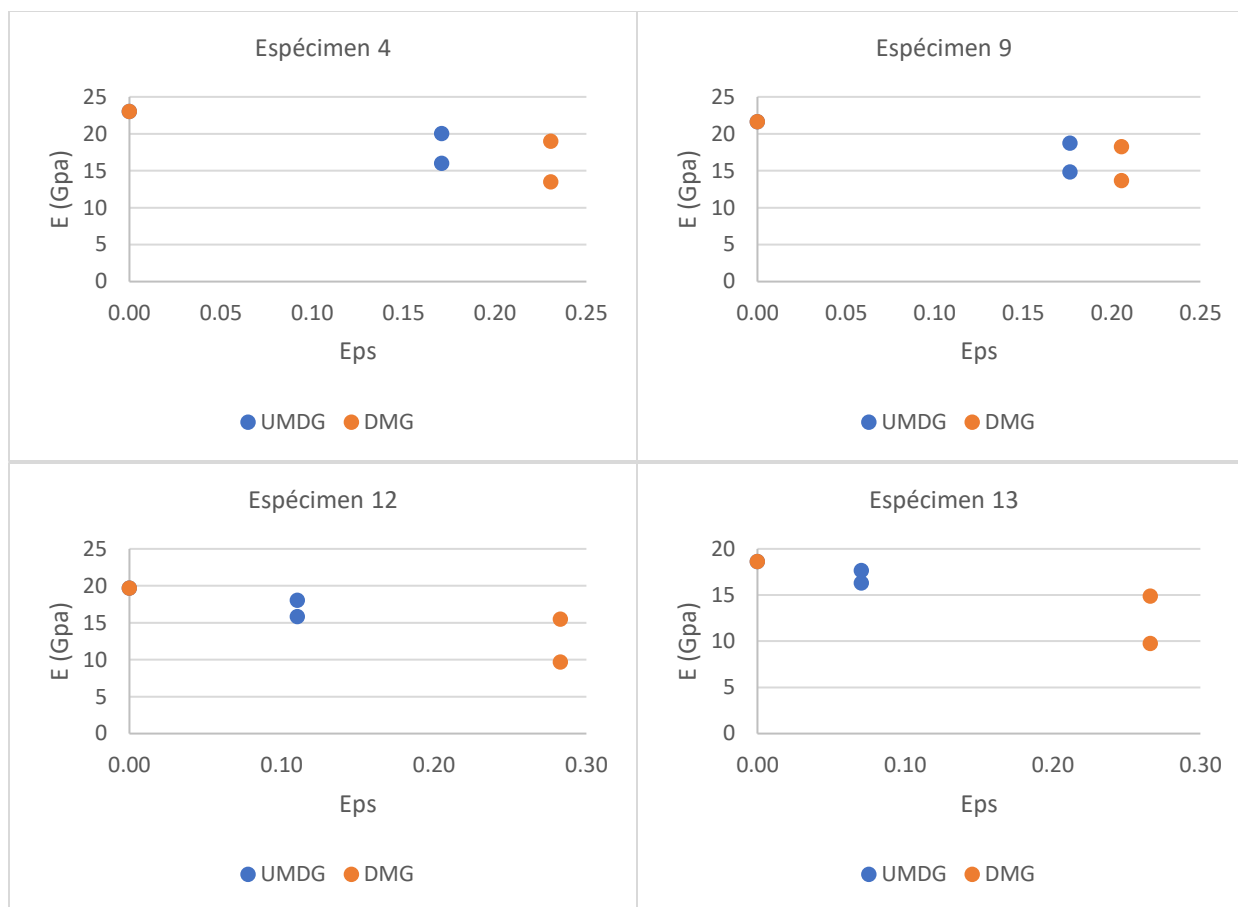 Espécimen 4
25
20
15
10
5
0
E (Gpa)
0.00 0.05 0.10 0.15 0.20 0.25
Eps
UMDG DMG
Espécimen 9
25
20
15
10
5
0
E (Gpa)
0.00 0.05 0.10 0.15 0.20 0.25
Eps
UMDG DMG
Espécimen 12
25
20
15
10
5
0
E (Gpa)
0.00 0.10 0.20 0.30
Eps
UMDG DMG
Espécimen 13
20
15
10
5
0
E (Gpa)
0.00 0.10 0.20 0.30
Eps
UMDG DMG